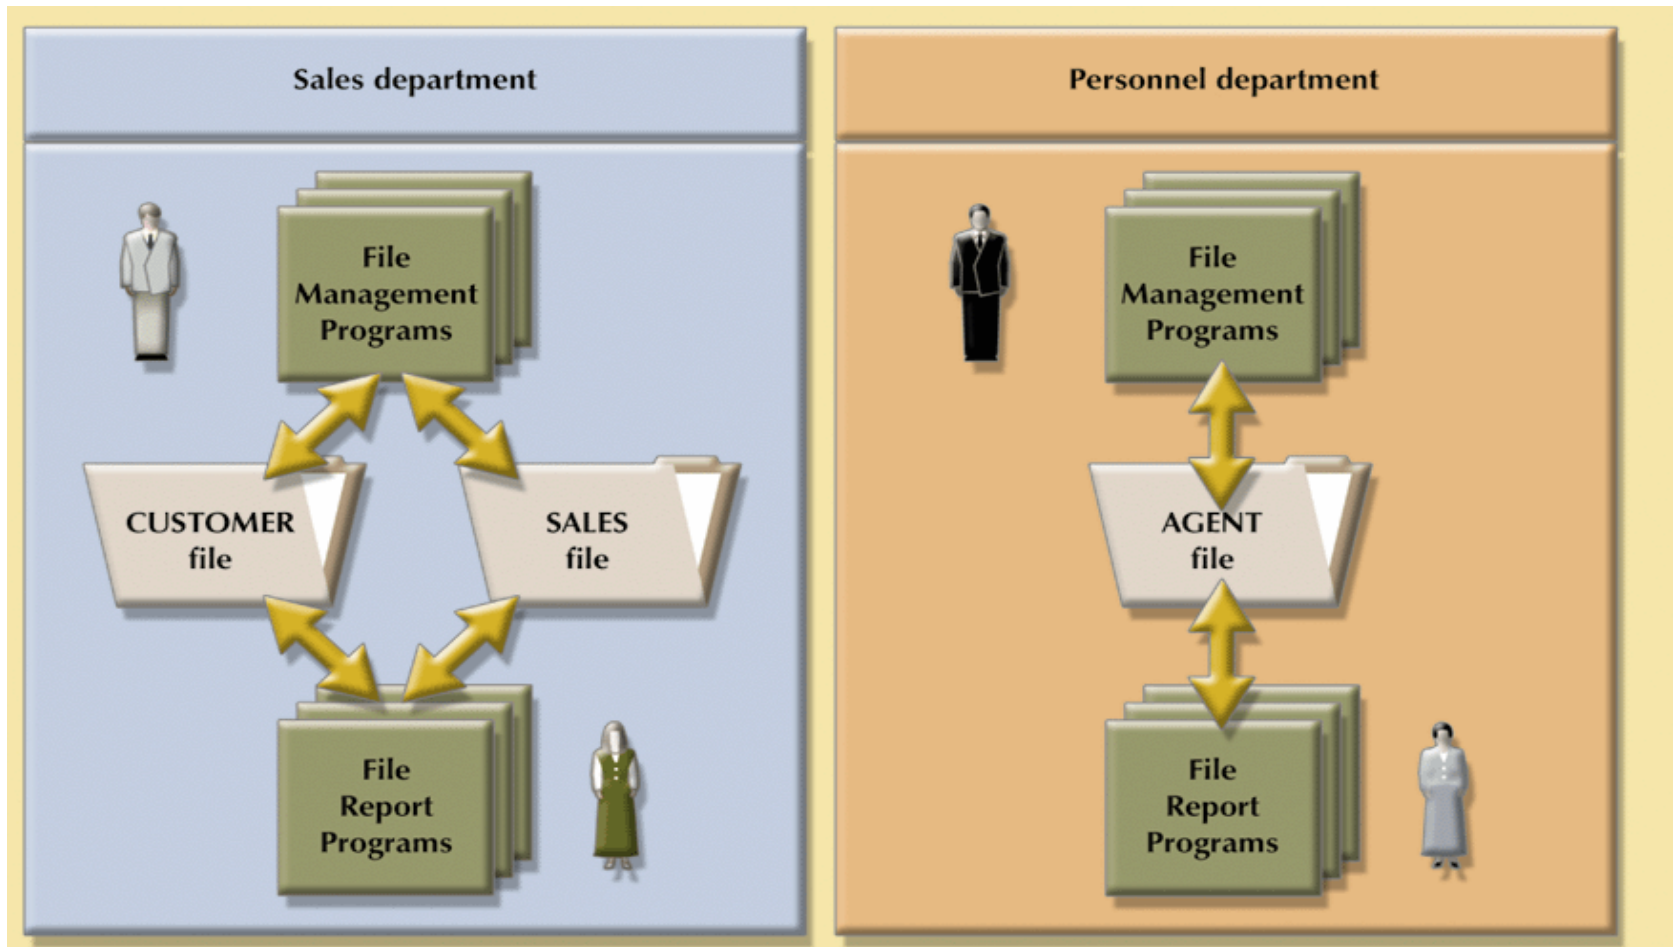 Sales department
File
Management
Programs
CUSTOMER
file
SALES
file
File
Report
Programs
Personnel department
File
Management
Programs
AGENT
file
File
Report
Programs